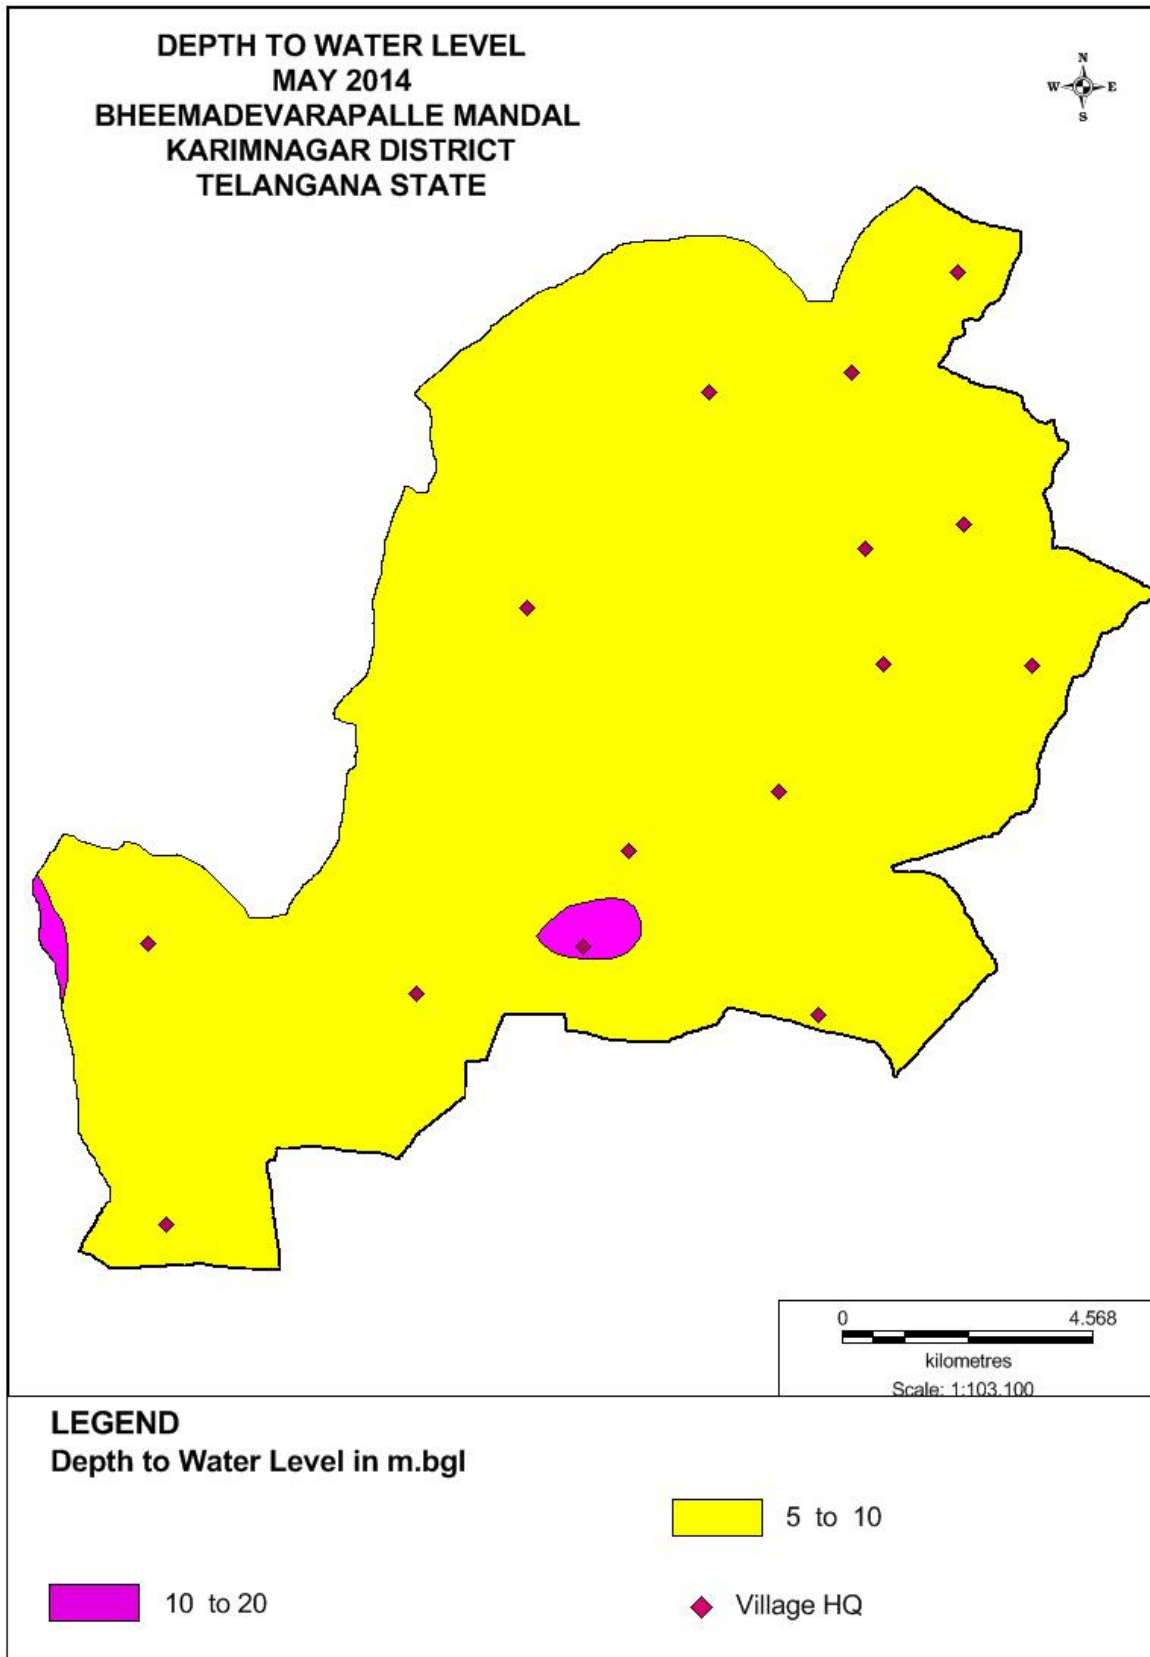 DEPTH TO WATER LEVEL
MAY 2014
BHEEMADEVARAPALLE MANDAL
KARIMNAGAR DISTRICT
TELANGANA STATE
N
W E
S
0 4.568
kilometres
Scale: 1:103,100
LEGEND
Depth to Water Level in m.bgl
5 to 10
10 to 20
Village HQ